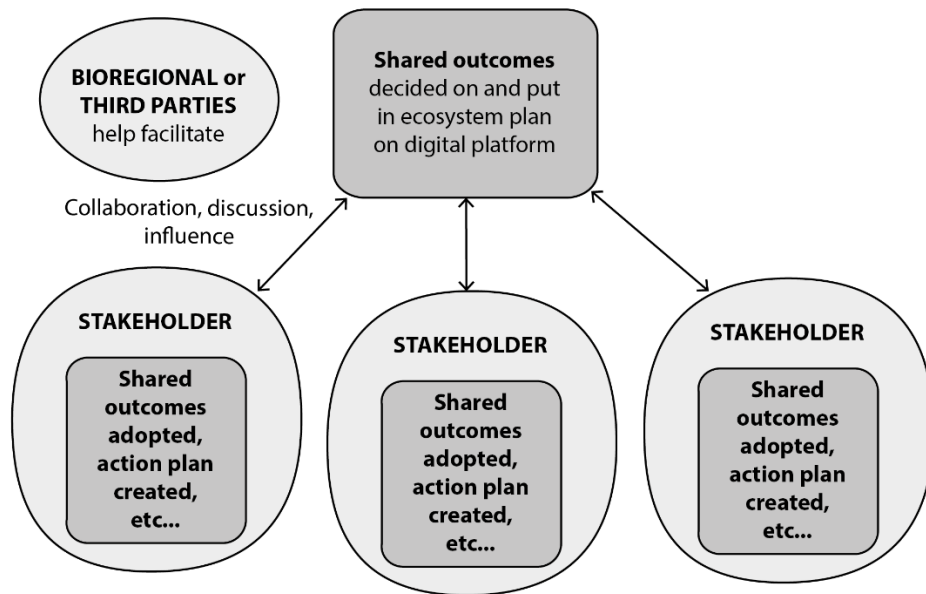 BIOREGIONAL or
THIRD PARTIES
help facilitate
Shared outcomes
decided on and put
in ecosystem plan
on digital platform
Collaboration, discussion,
influence
STAKEHOLDER
Shared
outcomes
adopted,
action plan
created,
etc...
STAKEHOLDER
Shared
outcomes
adopted,
action plan
created,
etc...
STAKEHOLDER
Shared
outcomes
adopted,
action plan
created,
etc...